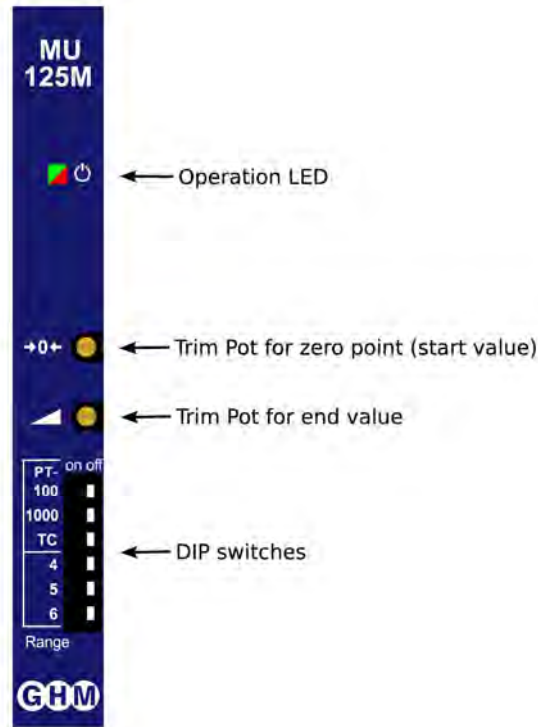 MU
125M
Operation LED
→0← Trim Pot for zero point (start value)
Trim Pot for end value
PT- on off
100
1000
TC
DIP switches
4
5
6
Range
GHM